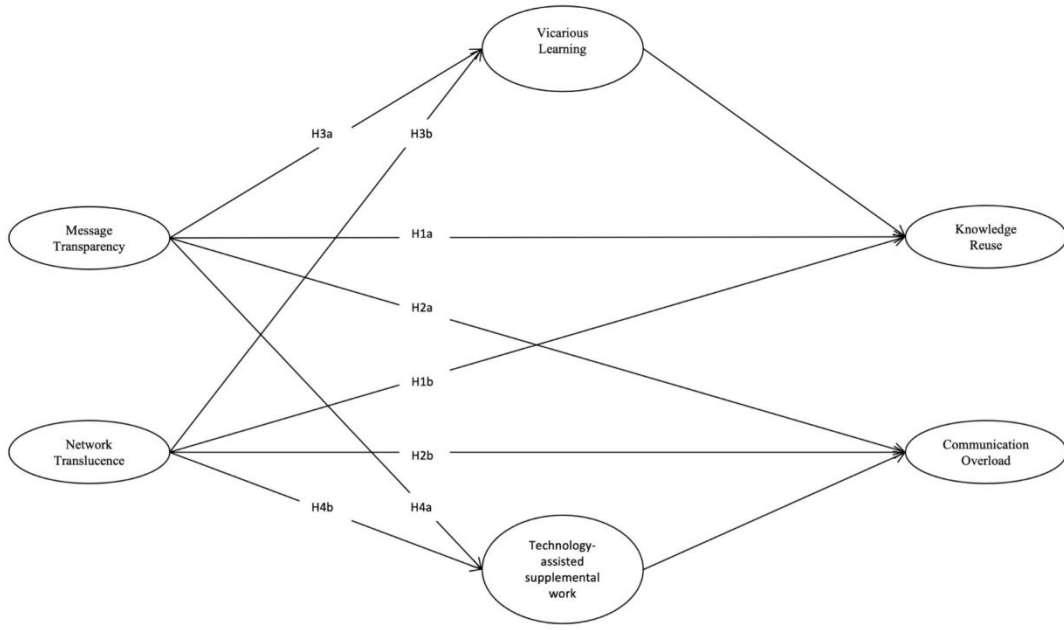 Vicarious
Learning
H3a
H3b
Message
Transparency
H1a
Knowledge
Reuse
H2a
H1b
Network
Translucence
H2b
Communication
Overload
H4b
H4a
Technology-
assisted
supplemental
work